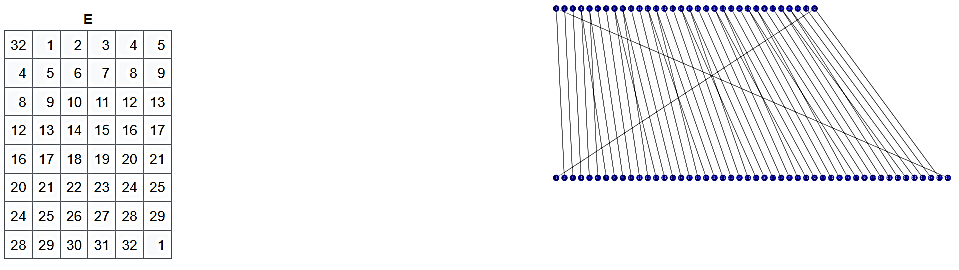 E
32 1 2 3 4 5
4 5 6 7 8 9
8 9 10 11 12 13
12 13 14 15 16 17
16 17 18 19 20 21
20 21 22 23 24 25
24 25 26 27 28 29
28 29 30 31 32 1